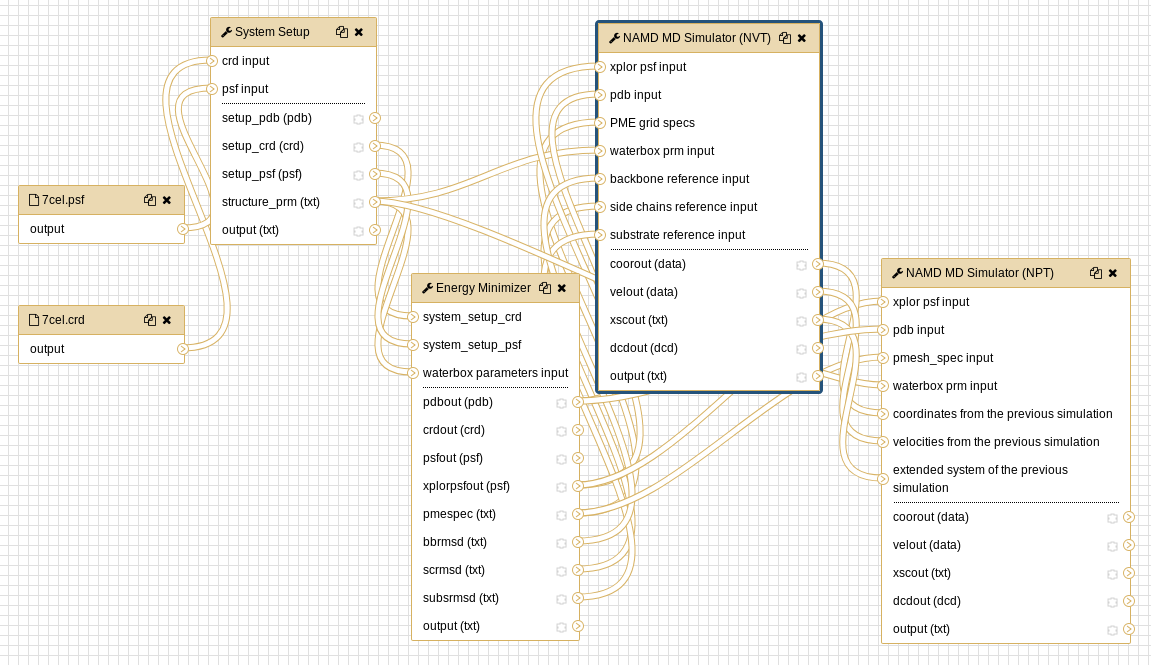 System Setup
crd input
psf input
setup_pdb (pdb)
setup_crd (crd)
setup_psf (psf)
structure_prm (txt)
output (txt)
7cel.psf
output
7cel.crd
output
Energy Minimizer
system_setup_crd
system_setup_psf
waterbox parameters input
pdbout (pdb)
crdout (crd)
psfout (psf)
xplorpsfout (psf)
pmespec (txt)
bbrmsd (txt)
scrmsd (txt)
subsrmsd (txt)
output (txt)
NAMD MD Simulator (NVT)
xplor psf input
pdb input
PME grid specs
waterbox prm input
backbone reference input
side chains reference input
substrate reference input
coorout (data)
velout (data)
xscout (txt)
dcdout (dcd)
output (txt)
NAMD MD Simulator (NPT)
xplor psf input
pdb input
pmesh_spec input
waterbox prm input
coordinates from the previous simulation
velocities from the previous simulation
extended system of the previous
simulation
coorout (data)
velout (data)
xscout (txt)
dcdout (dcd)
output (txt)